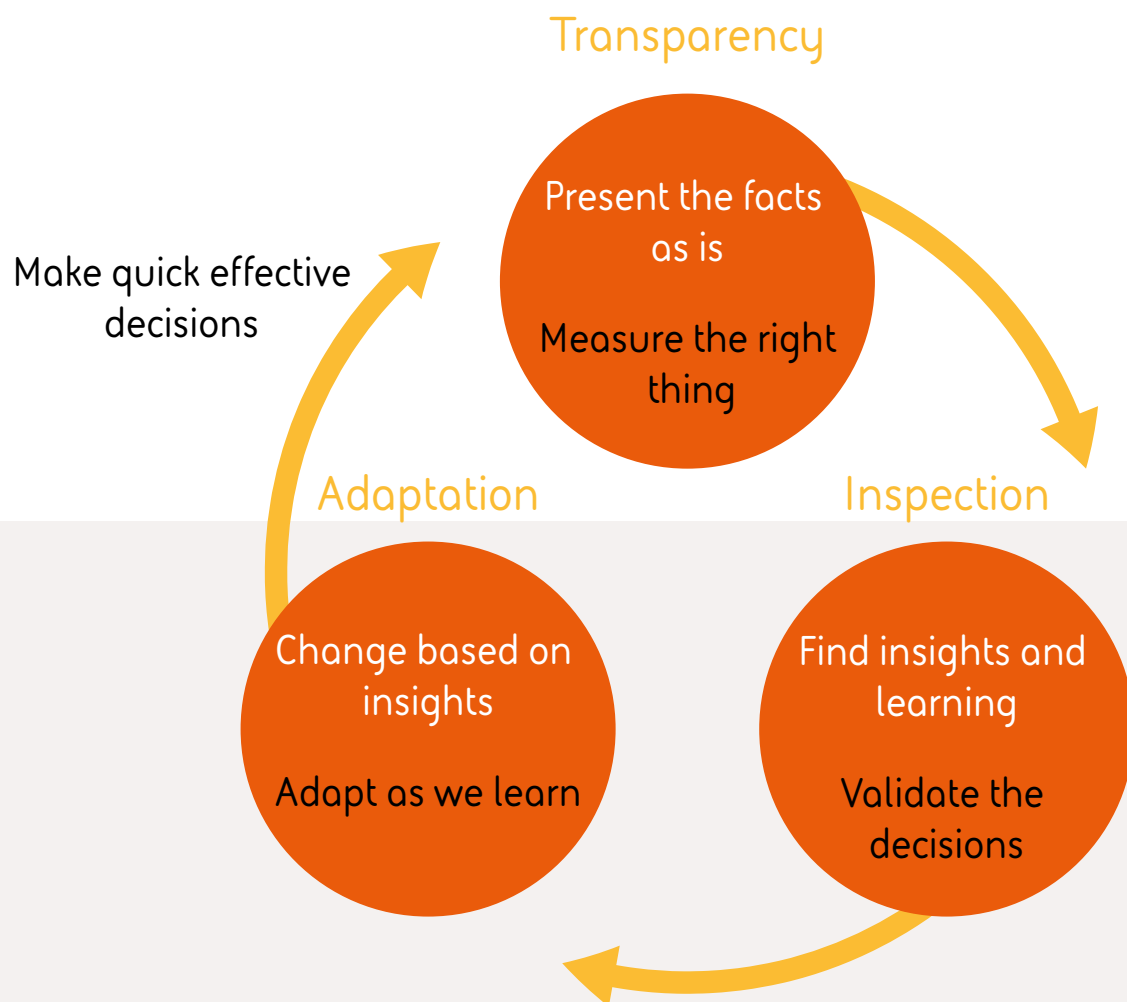 Transparency
Present the facts
as is
Measure the right
thing
Make quick effective
decisions
Adaptation
Change based on
insights
Adapt as we learn
Inspection
Find insights and
learning
Validate the
decisions